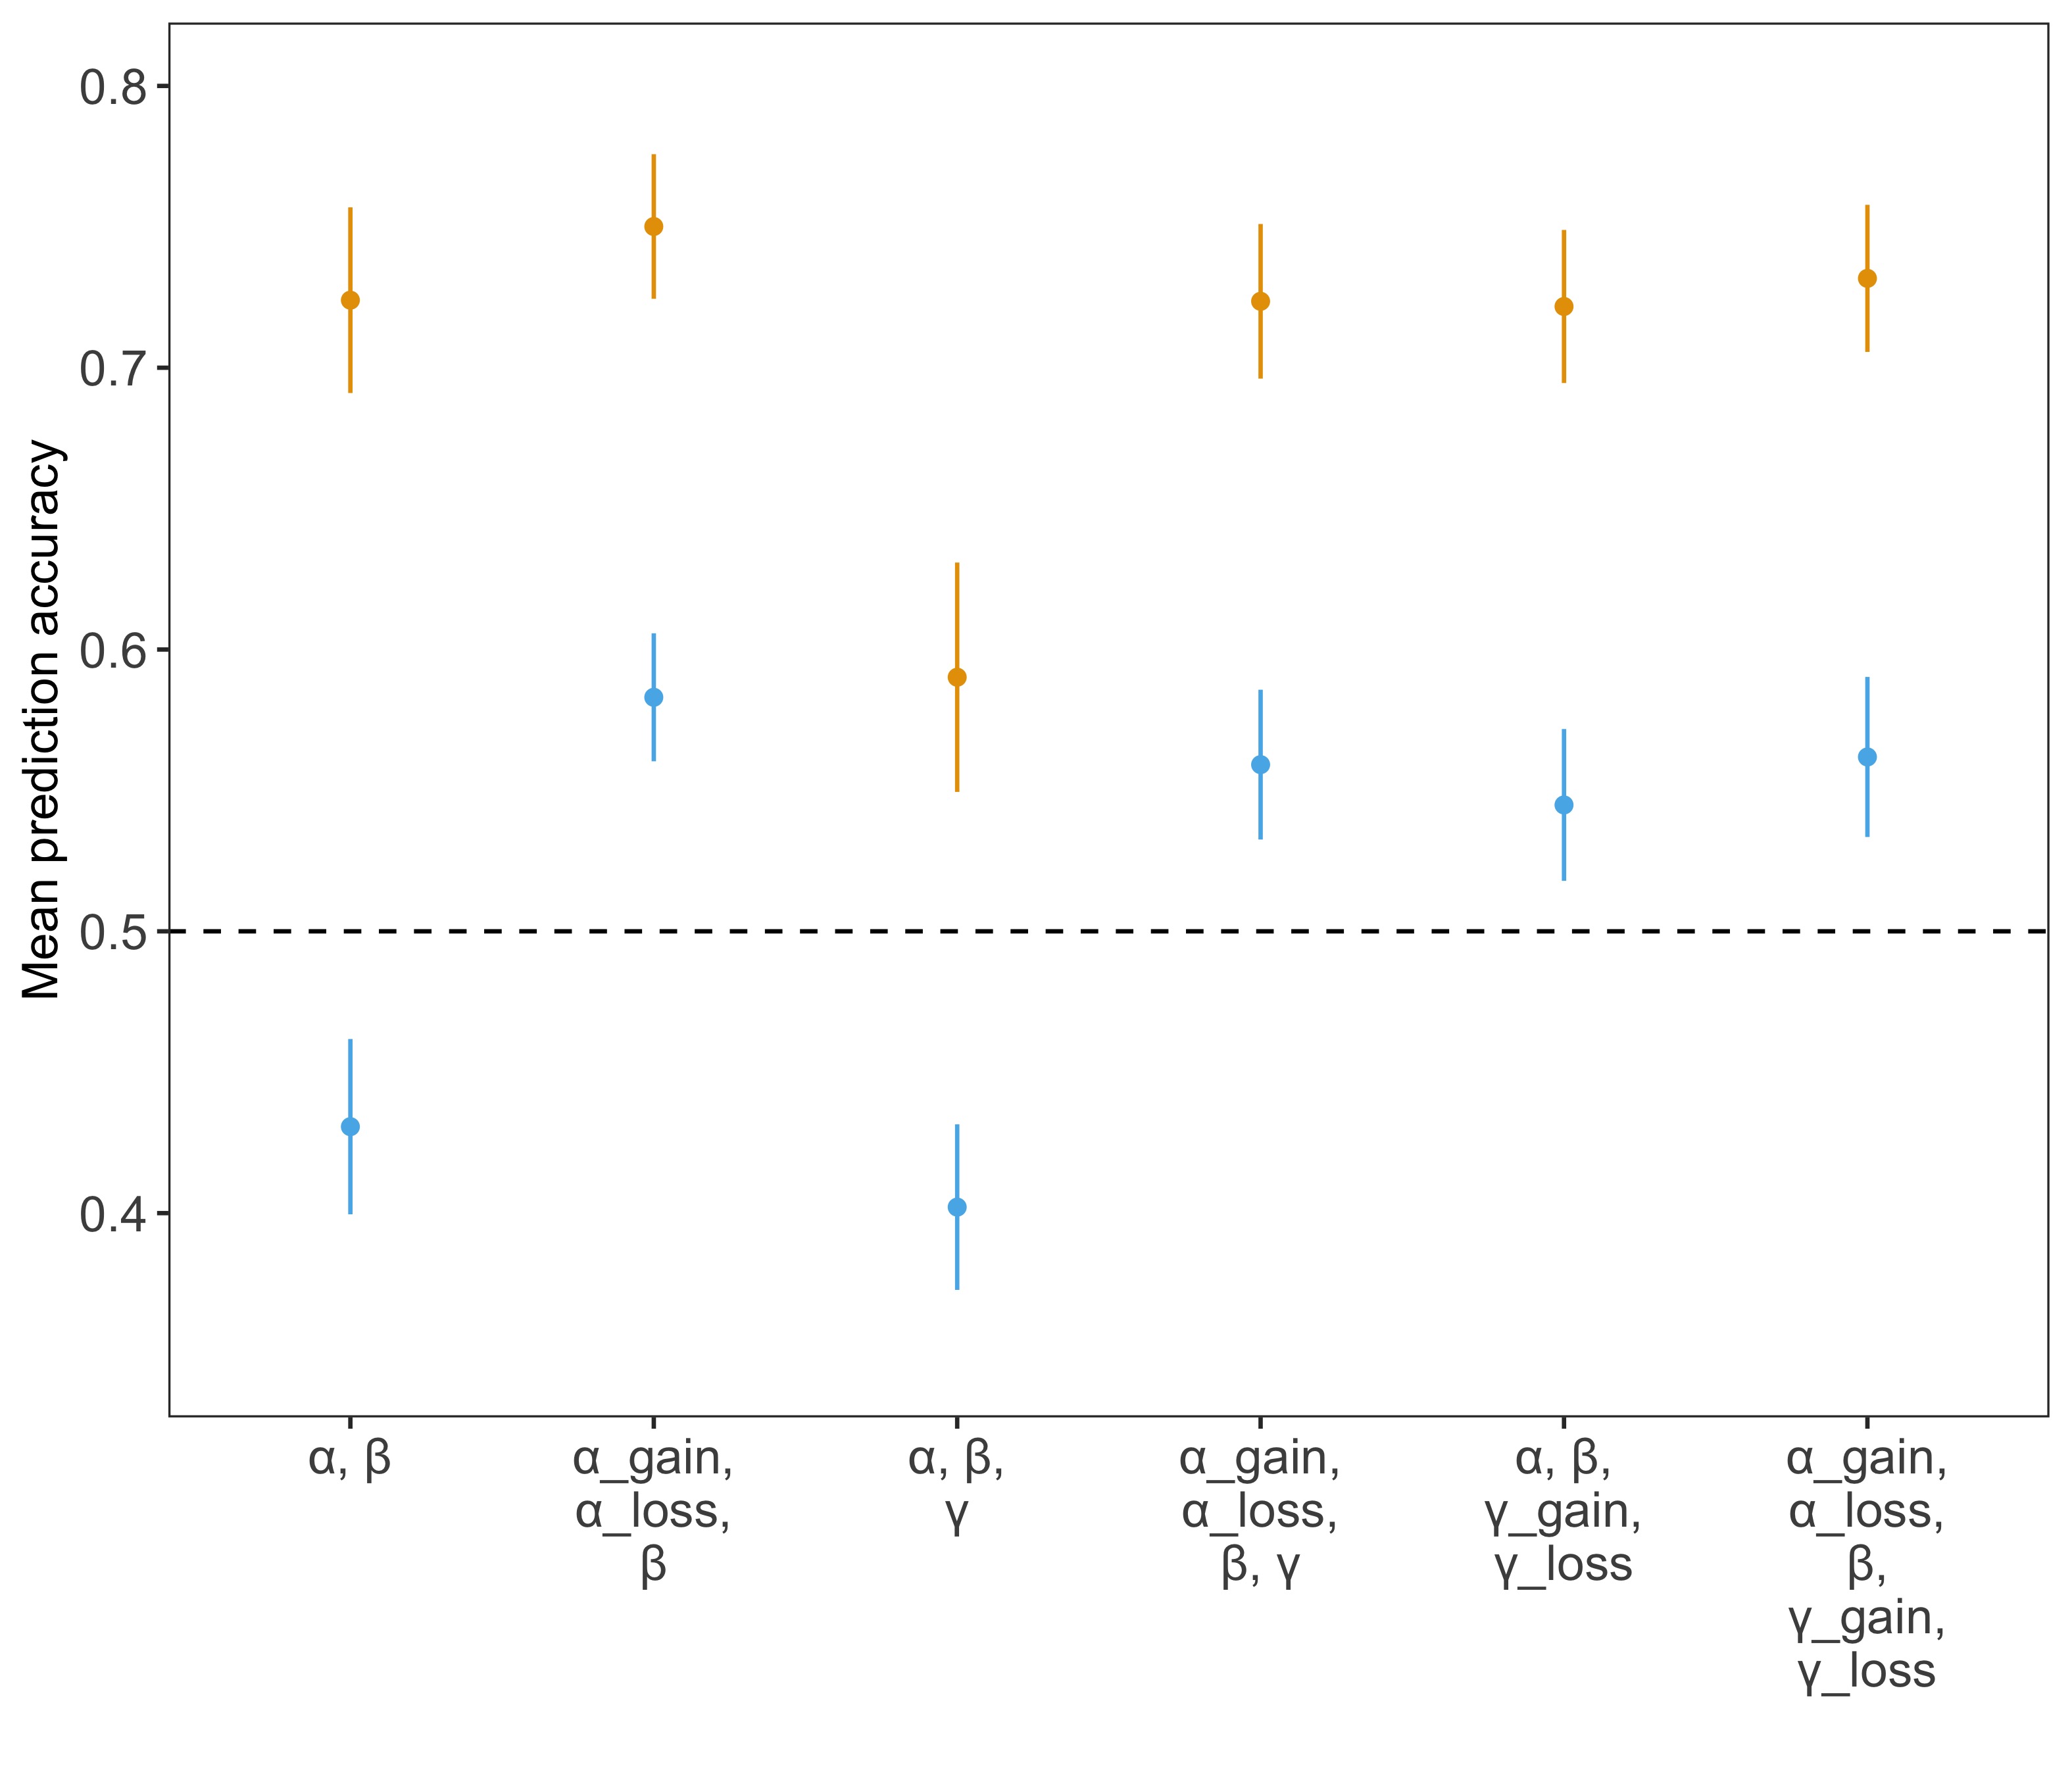 Mean prediction accuracy
0.8
0.7
0.6
0.5
0.4
α, β
α_gain,
α_loss,
β
α, β,
γ
α_gain,
α_loss,
β, γ
α, β,
γ_gain,
γ_loss
α_gain,
α_loss,
β,
γ_gain,
γ_loss